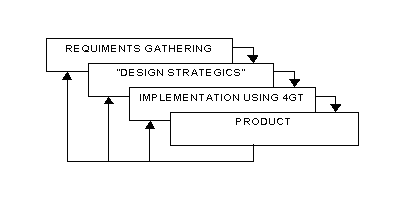 REQUIMENTS GATHERING
"DESIGN STRATEGICS"
IMPLEMENTATION USING 4GT
PRODUCT